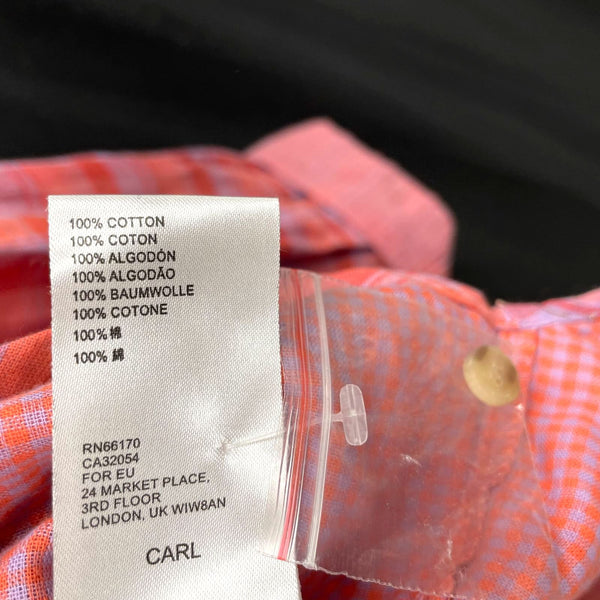 100% COTTON
100% COTON
100% ALGODÓN
100% ALGODÃO
100% BAUMWOLLE
100% COTONE
100% 棉
100% 綿
RN66170
CA32054
FOR EU
24 MARKET PLACE,
3RD FLOOR
LONDON, UK WIW8AN
CARL